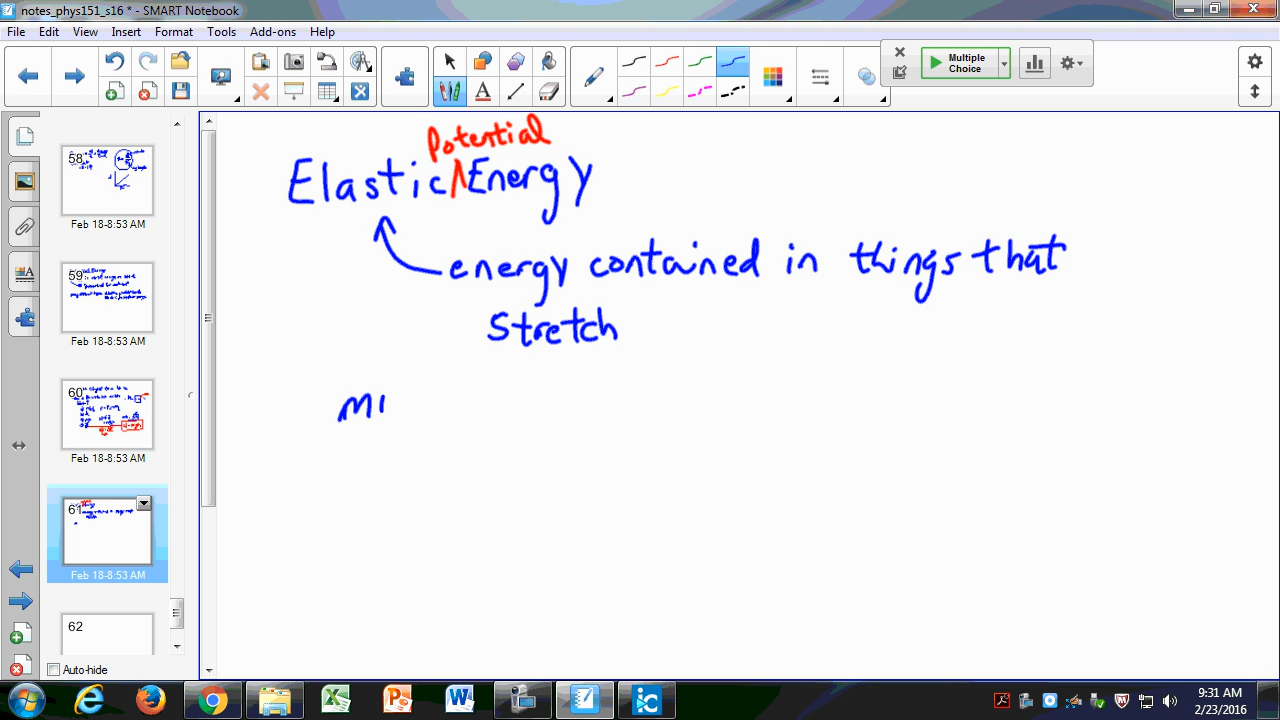 notes_phys151_s16 * - SMART Notebook
File Edit View Insert Format Tools Add-ons Help
Multiple
Choice
Potential
Elastic ^ Energy
energy contained in things that
stretch
58
Feb 18-8:53 AM
59
Feb 18-8:53 AM
60
Feb 18-8:53 AM
61
Feb 18-8:53 AM
62
Auto-hide
9:31 AM
2/23/2016